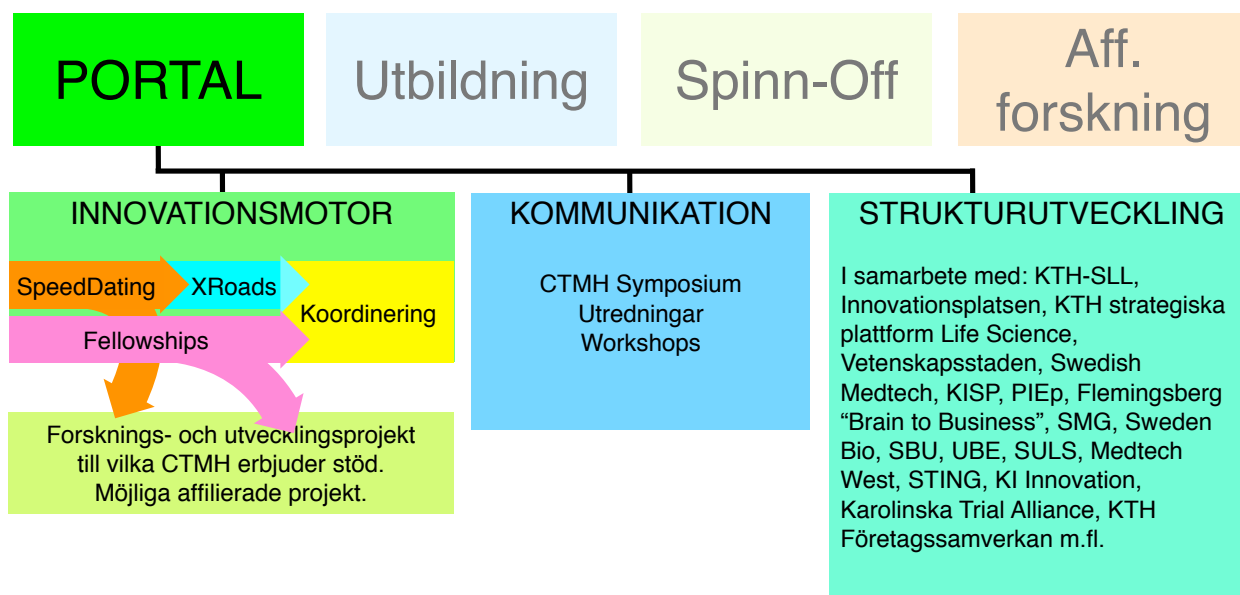 PORTAL
Utbildning
Spinn-Off
Aff.
forskning
INNOVATIONSMOTOR
SpeedDating
XRoads
Koordinering
Fellowships
Forsknings- och utvecklingsprojekt
till vilka CTMH erbjuder stöd.
Möjliga affilierade projekt.
KOMMUNIKATION
CTMH Symposium
Utredningar
Workshops
STRUKTURUTVECKLING
I samarbete med: KTH-SLL,
Innovationsplatsen, KTH strategiska
plattform Life Science,
Vetenskapsstaden, Swedish
Medtech, KISP, PIEp, Flemingsberg
“Brain to Business”, SMG, Sweden
Bio, SBU, UBE, SULS, Medtech
West, STING, KI Innovation,
Karolinska Trial Alliance, KTH
Företagssamverkan m.fl.